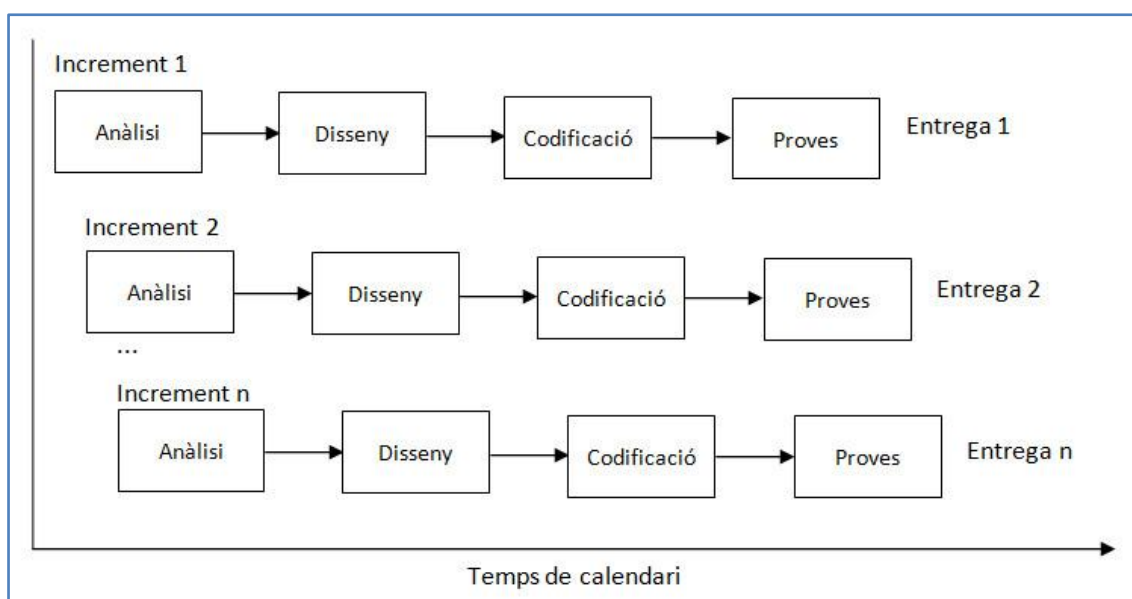 Increment 1
Anàlisi
Disseny
Codificació
Proves
Entrega 1
Increment 2
Anàlisi
Disseny
Codificació
Proves
Entrega 2
...
Increment n
Anàlisi
Disseny
Codificació
Proves
Entrega n
Temps de calendari